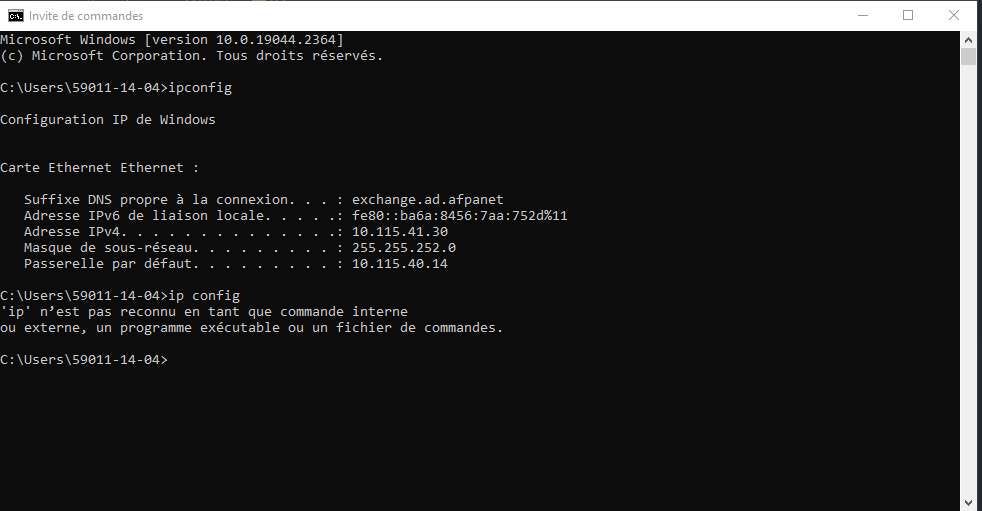 Invite de commandes
Microsoft Windows [version 10.0.19044.2364]
(c) Microsoft Corporation. Tous droits réservés.
C:\Users\59011-14-04>ipconfig
Configuration IP de Windows
Carte Ethernet Ethernet :
Suffixe DNS propre à la connexion. . . : exchange.ad.afpanet
Adresse IPv6 de liaison locale. . . . .: fe80::ba6a:8456:7aa:752d%11
Adresse IPv4. . . . . . . . . . . . . .: 10.115.41.30
Masque de sous-réseau. . . . . . . . . : 255.255.252.0
Passerelle par défaut. . . . . . . . . : 10.115.40.14
C:\Users\59011-14-04>ip config
'ip' n’est pas reconnu en tant que commande interne
ou externe, un programme exécutable ou un fichier de commandes.
C:\Users\59011-14-04>